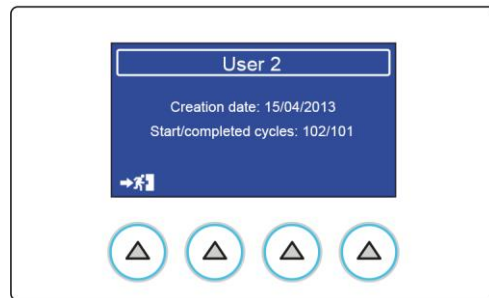 User 2
Creation date: 15/04/2013
Start/completed cycles: 102/101